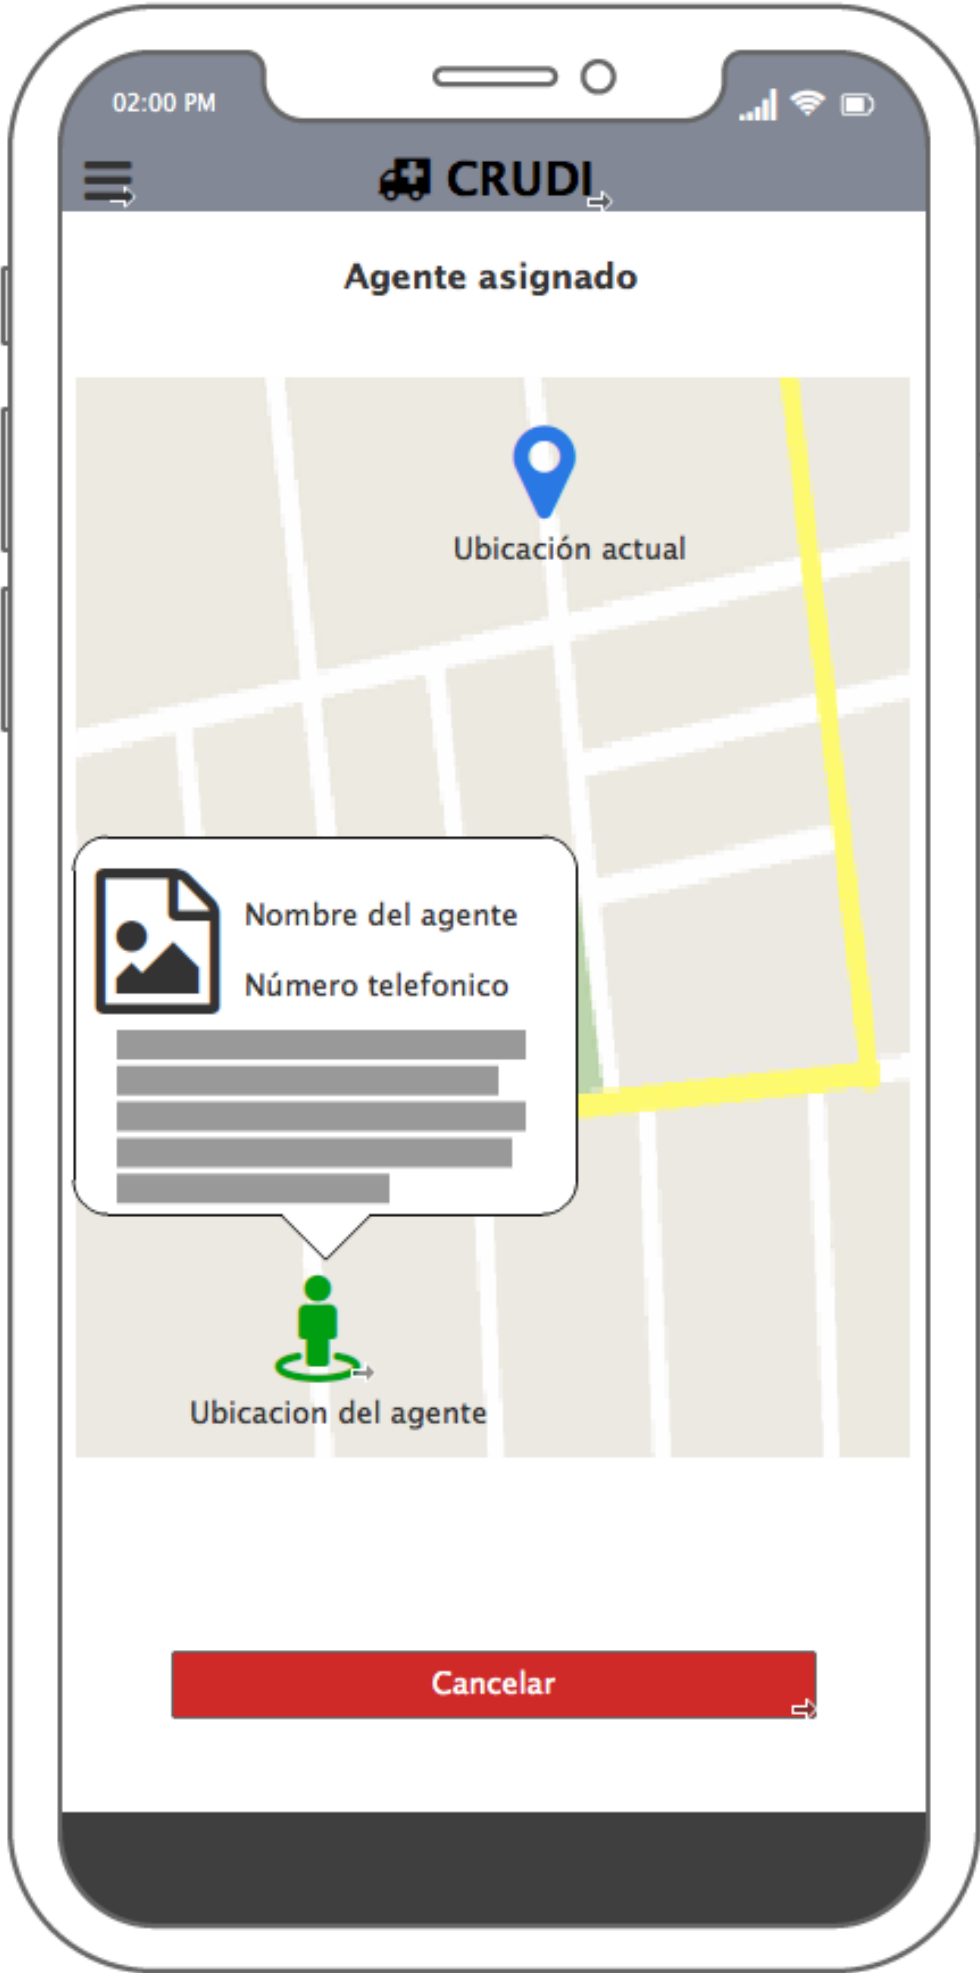 02:00 PM
CRUDI
Agente asignado
Ubicación actual
Nombre del agente
Número telefonico
Ubicacion del agente
Cancelar